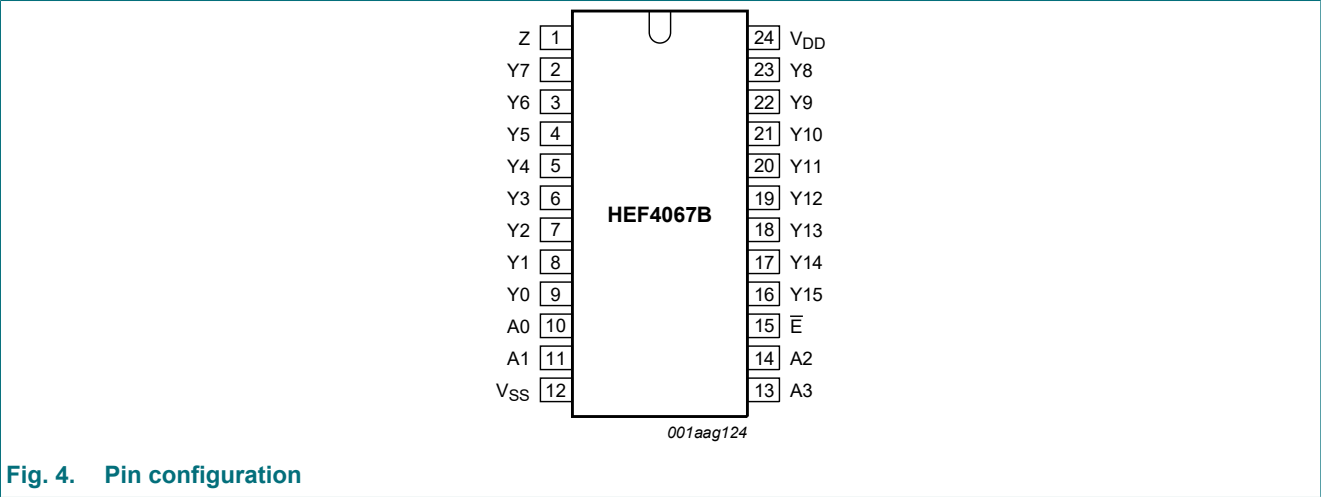 Z 1 24 VDD
Y7 2 23 Y8
Y6 3 22 Y9
Y5 4 21 Y10
Y4 5 20 Y11
Y3 6 19 Y12
HEF4067B
Y2 7 18 Y13
Y1 8 17 Y14
Y0 9 16 Y15
A0 10 15 E̅
A1 11 14 A2
VSS 12 13 A3
001aag124
Fig. 4. Pin configuration